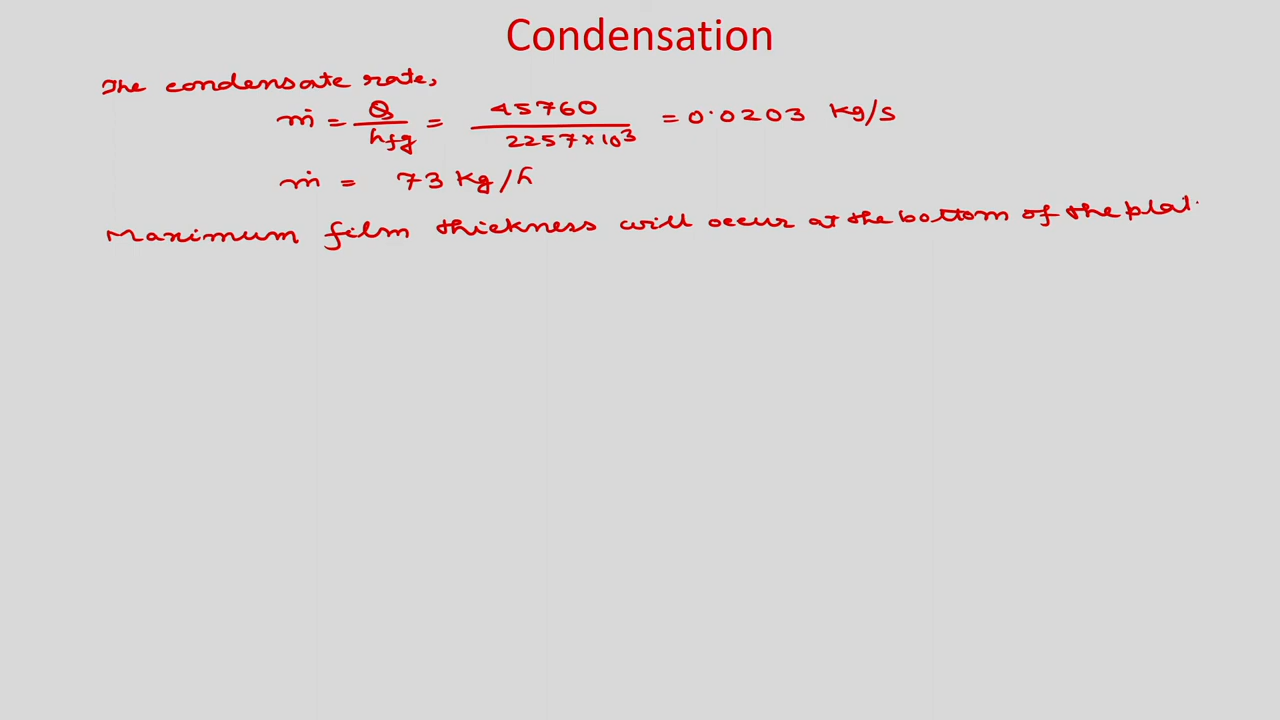 Condensation
The condensate rate,
ṁ = Q/hfg = 45760/2257×10³ = 0.0203 kg/s
ṁ = 73 kg/h
Maximum film thickness will occur at the bottom of the plat